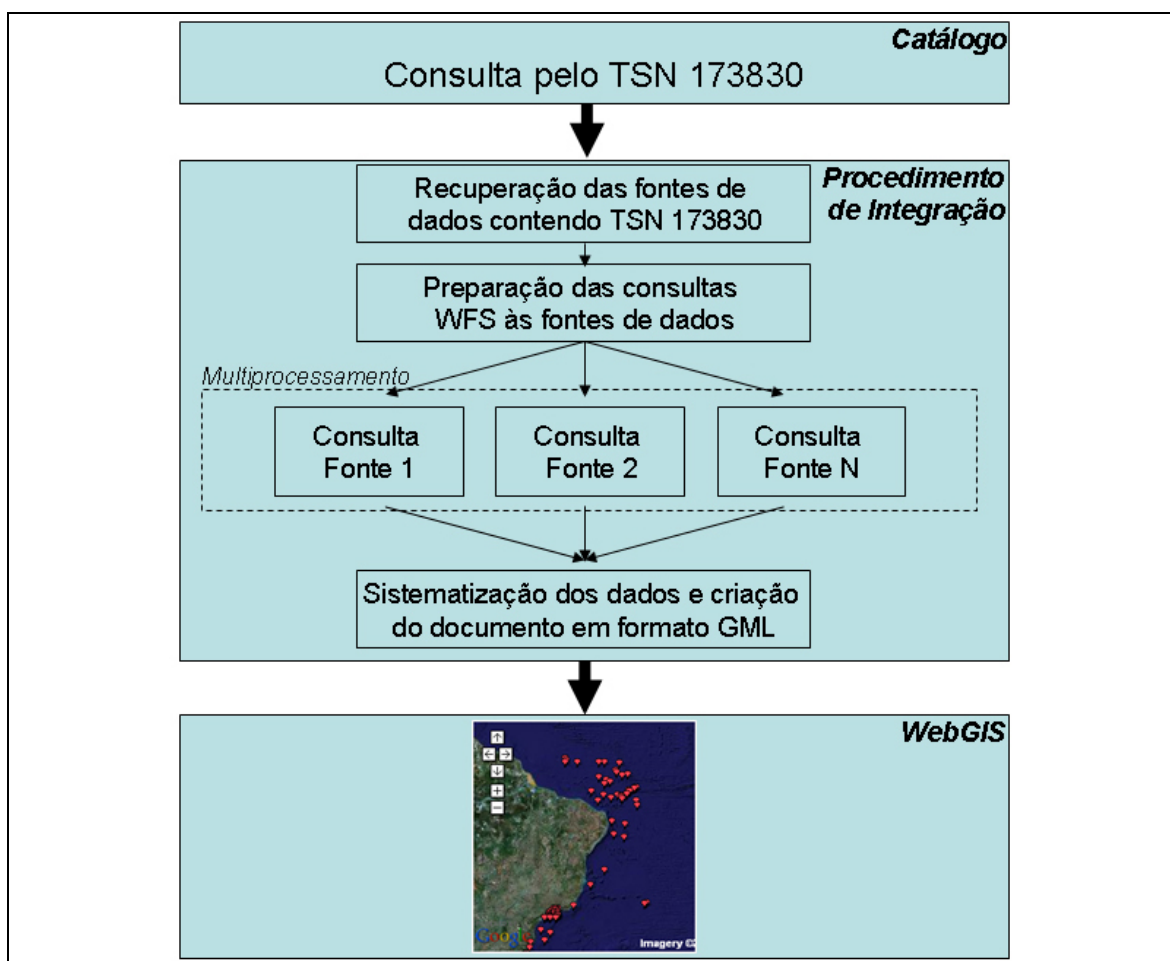 Catálogo
Consulta pelo TSN 173830
Procedimento
de Integração
Recuperação das fontes de
dados contendo TSN 173830
Preparação das consultas
WFS às fontes de dados
Multiprocessamento
Consulta
Fonte 1
Consulta
Fonte 2
Consulta
Fonte N
Sistematização dos dados e criação
do documento em formato GML
WebGIS
Google
Imagery ©